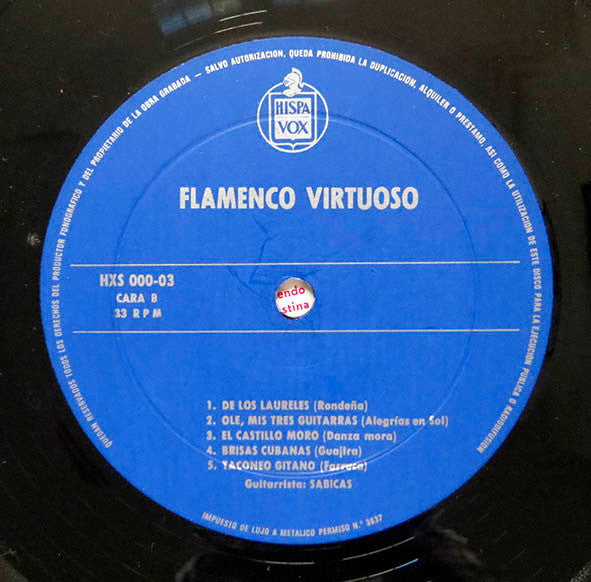 QUEDAN RESERVADOS TODOS LOS DERECHOS DEL PRODUCTOR FONOGRAFICO Y DEL PROPIETARIO DE LA OBRA GRABADA — SALVO AUTORIZACION, QUEDA PROHIBIDA LA DUPLICACION, ALQUILER O PRESTAMO, ASI COMO LA UTILIZACION DE ESTE DISCO PARA LA EJECUCION PUBLICA O RADIODIFUSION
HISPA
VOX
FLAMENCO VIRTUOSO
HXS 000-03
CARA B
33 RPM
endo
stina
1. DE LOS LAURELES (Rondeña)
2. OLE, MIS TRES GUITARRAS (Alegrías en Sol)
3. EL CASTILLO MORO (Danza mora)
4. BRISAS CUBANAS (Guajira)
5. TACONEO GITANO (Farruca)
Guitarrista: SABICAS
IMPUESTO DE LUJO A METALICO PERMISO N.º 3837